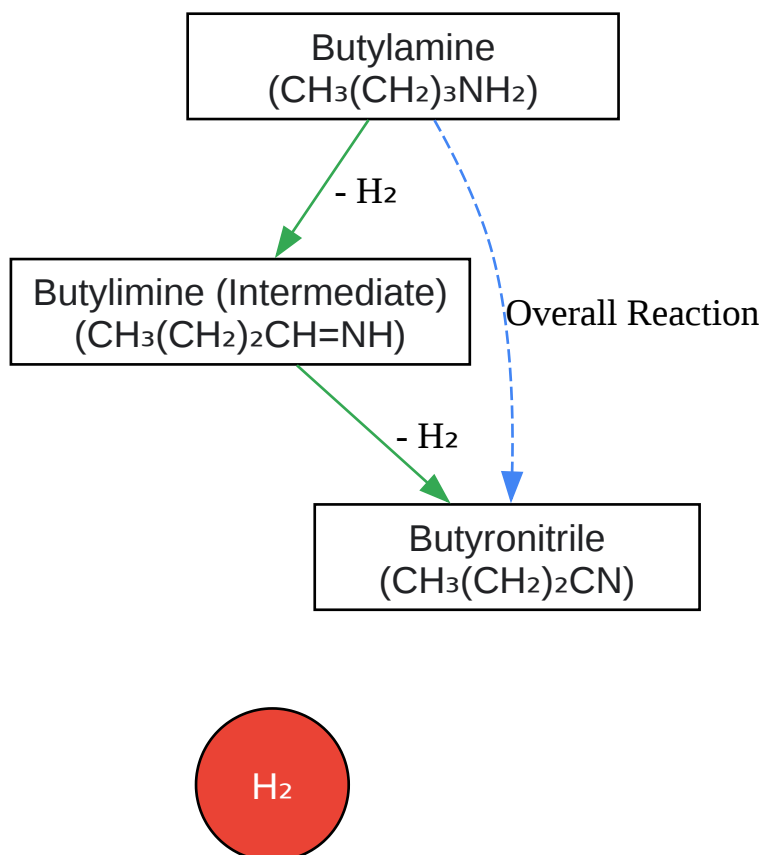 Butylamine
(CH₃(CH₂)₃NH₂)
- H₂
Butylimine (Intermediate)
(CH₃(CH₂)₂CH=NH)
Overall Reaction
- H₂
Butyronitrile
(CH₃(CH₂)₂CN)
H₂